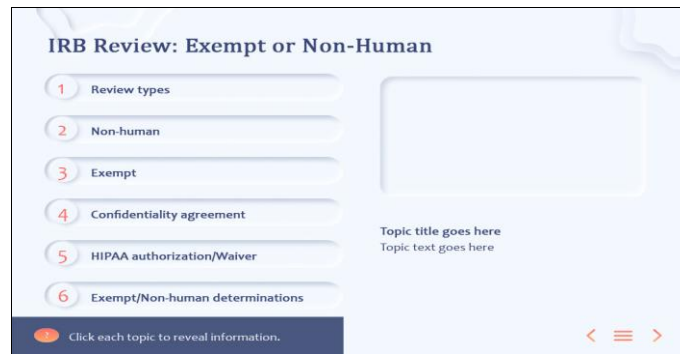 IRB Review: Exempt or Non-Human
1 Review types
2 Non-human
3 Exempt
4 Confidentiality agreement
5 HIPAA authorization/Waiver
6 Exempt/Non-human determinations
Topic title goes here
Topic text goes here
Click each topic to reveal information.